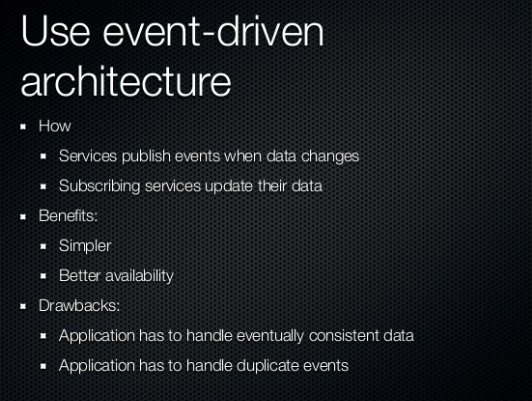 Use event-driven
architecture
How
Services publish events when data changes
Subscribing services update their data
Benefits:
Simpler
Better availability
Drawbacks:
Application has to handle eventually consistent data
Application has to handle duplicate events